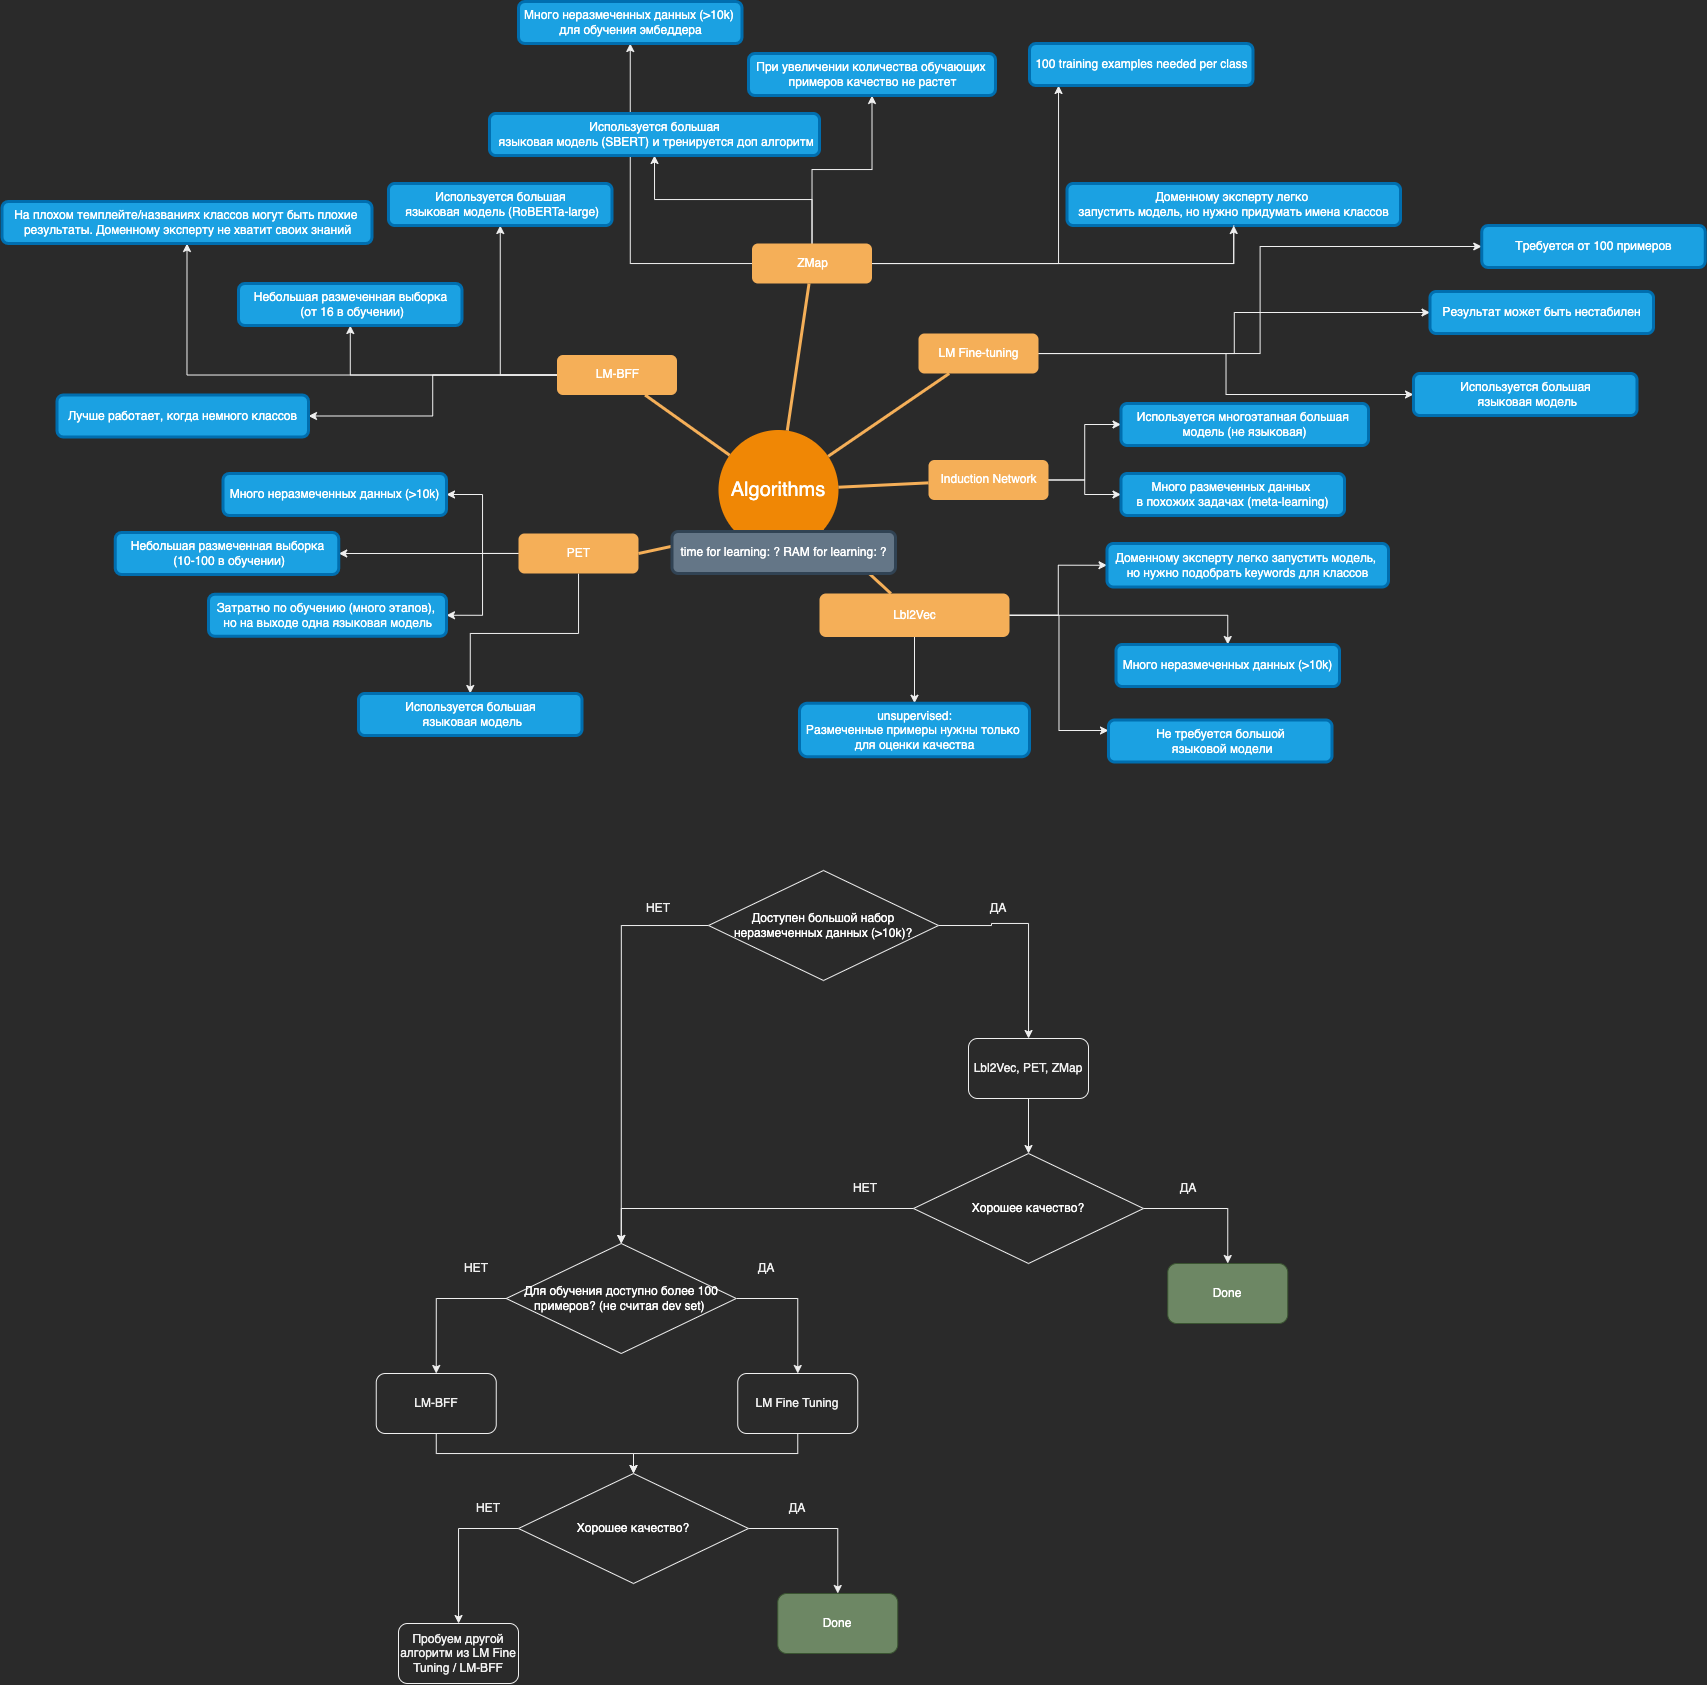 Много неразмеченных данных (>10k)
для обучения эмбеддера
При увеличении количества обучающих
примеров качество не растет
100 training examples needed per class
Используется большая
языковая модель (SBERT) и тренируется доп алгоритм
Используется большая
языковая модель (RoBERTa-large)
Доменному эксперту легко
запустить модель, но нужно придумать имена классов
На плохом темплейте/названиях классов могут быть плохие
результаты. Доменному эксперту не хватит своих знаний
Требуется от 100 примеров
ZMap
Небольшая размеченная выборка
(от 16 в обучении)
Результат может быть нестабилен
LM Fine-tuning
LM-BFF
Используется большая
языковая модель
Лучше работает, когда немного классов
Используется многоэтапная большая
модель (не языковая)
Algorithms
Induction Network
Много размеченных данных
в похожих задачах (meta-learning)
Много неразмеченных данных (>10k)
Небольшая размеченная выборка
(10-100 в обучении)
PET
time for learning: ? RAM for learning: ?
Доменному эксперту легко запустить модель,
но нужно подобрать keywords для классов
Затратно по обучению (много этапов),
но на выходе одна языковая модель
Lbl2Vec
Много неразмеченных данных (>10k)
Используется большая
языковая модель
unsupervised:
Размеченные примеры нужны только
для оценки качества
Не требуется большой
языковой модели
НЕТ
ДА
Доступен большой набор
неразмеченных данных (>10k)?
Lbl2Vec, PET, ZMap
НЕТ
ДА
Хорошее качество?
НЕТ
ДА
Для обучения доступно более 100
примеров? (не считая dev set)
Done
LM-BFF
LM Fine Tuning
НЕТ
ДА
Хорошее качество?
Done
Пробуем другой
алгоритм из LM Fine
Tuning / LM-BFF